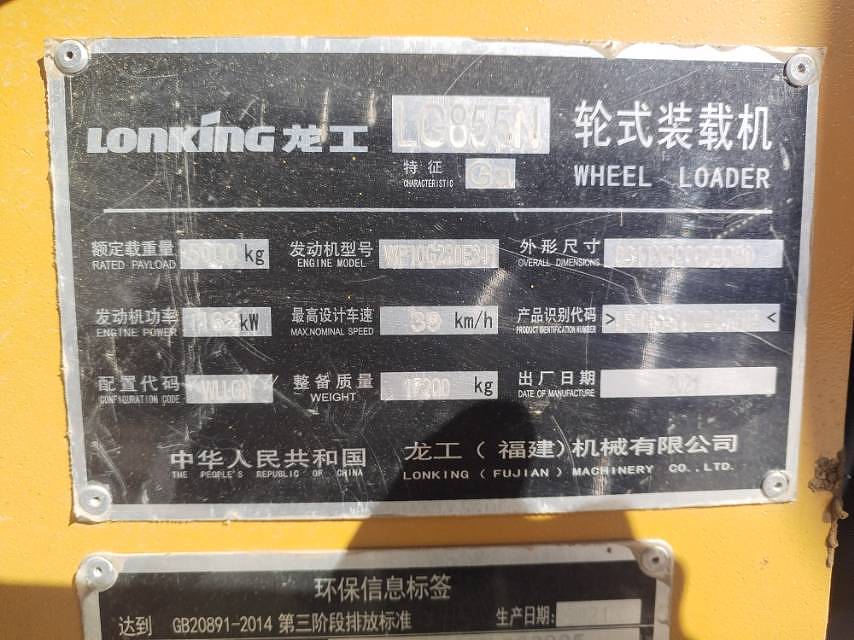 LONKING 龙工 LG855N 轮式装载机
特征
CHARACTERISTIC
WHEEL LOADER
额定载重量 5000 kg 发动机型号 外形尺寸
RATED PAYLOAD ENGINE MODEL OVERALL DIMENSIONS
发动机功率 162 kW 最高设计车速 km/h 产品识别代码 > <
ENGINE POWER MAX.NOMINAL SPEED PRODUCT IDENTIFICATION NUMBER
配置代码 整备质量 kg 出厂日期
CONFIGURATION CODE WEIGHT DATE OF MANUFACTURE
中华人民共和国 龙工(福建)机械有限公司
THE PEOPLE'S REPUBLIC OF CHINA LONKING (FUJIAN) MACHINERY CO.,LTD.
环保信息标签
达到 GB20891-2014 第三阶段排放标准 生产日期: